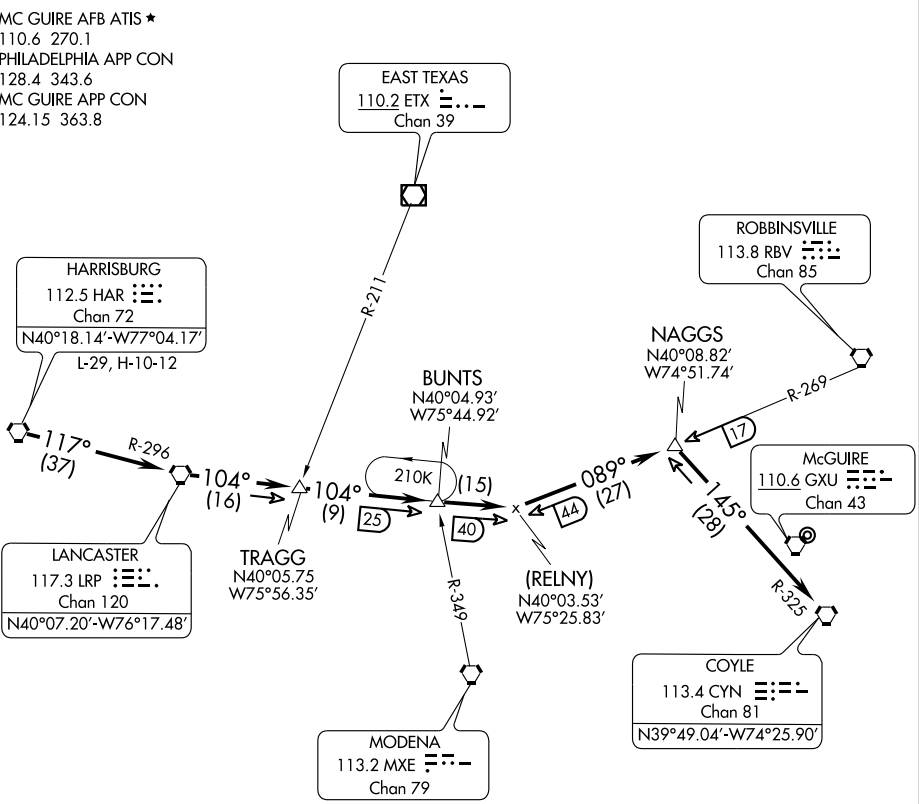 MC GUIRE AFB ATIS ★
110.6 270.1
PHILADELPHIA APP CON
128.4 343.6
MC GUIRE APP CON
124.15 363.8
EAST TEXAS
110.2 ETX
Chan 39
ROBBINSVILLE
113.8 RBV
Chan 85
HARRISBURG
112.5 HAR
Chan 72
N40°18.14'-W77°04.17'
L-29, H-10-12
R-211
NAGGS
N40°08.82'
W74°51.74'
BUNTS
N40°04.93'
W75°44.92'
R-269
17
117°
(37)
R-296
104°
(16)
104°
(9)
210K
25
(15)
40
089°
(27)
44
145°
(28)
McGUIRE
110.6 GXU
Chan 43
LANCASTER
117.3 LRP
Chan 120
N40°07.20'-W76°17.48'
TRAGG
N40°05.75
W75°56.35'
R-349
x
(RELNY)
N40°03.53'
W75°25.83'
R-325
COYLE
113.4 CYN
Chan 81
N39°49.04'-W74°25.90'
MODENA
113.2 MXE
Chan 79